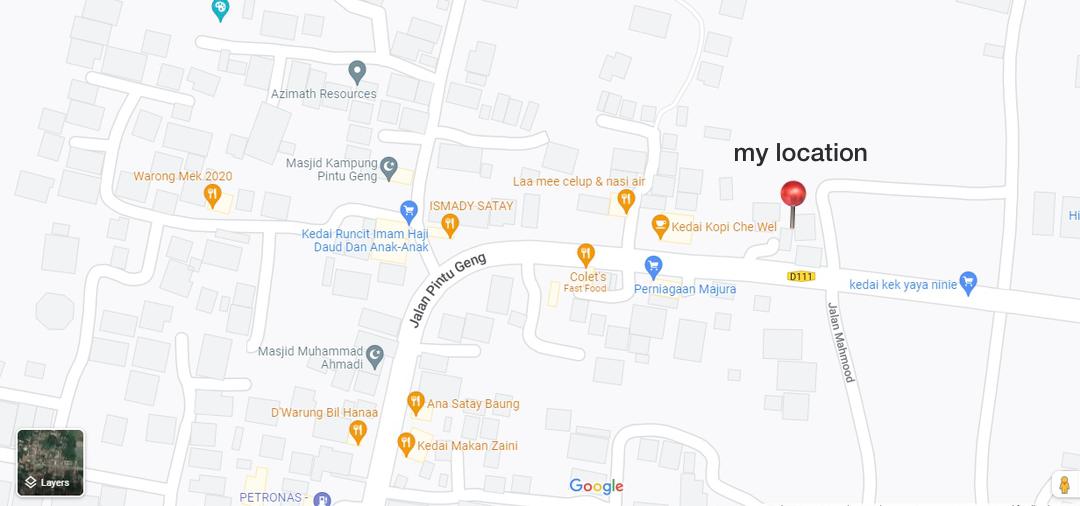 Azimath Resources
my location
Masjid Kampung
Pintu Geng
Warong Mek 2020
Laa mee celup & nasi air
ISMADY SATAY
Kedai Runcit Imam Haji
Daud Dan Anak-Anak
Kedai Kopi Che Wel
Hi
Jalan Pintu Geng
Colet's
Fast Food
Perniagaan Majura
D111
kedai kek yaya ninie
Jalan Mahmood
Masjid Muhammad
Ahmadi
D'Warung Bil Hanaa
Ana Satay Baung
Kedai Makan Zaini
Layers
Google
PETRONAS -